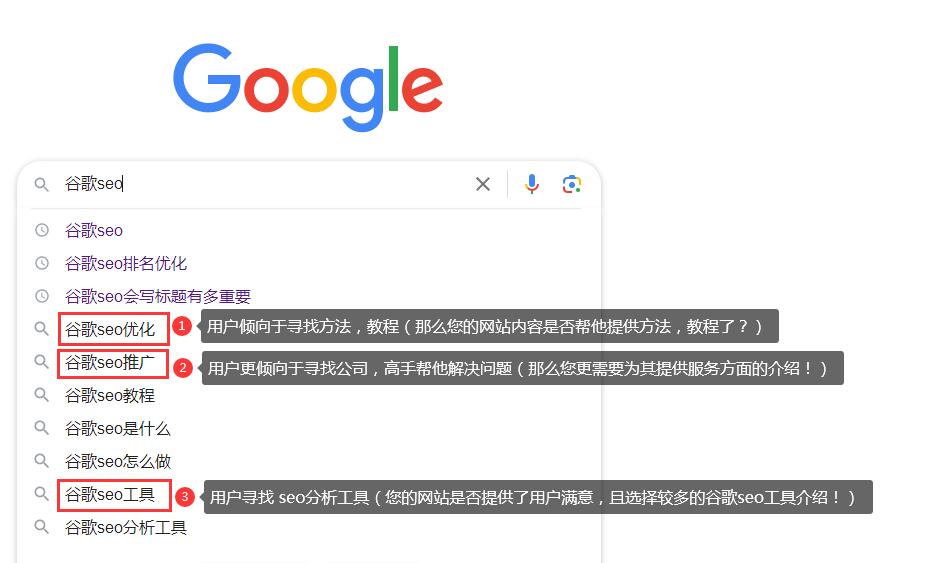 Google
谷歌seo
谷歌seo
谷歌seo排名优化
谷歌seo会写标题有多重要
谷歌seo优化 1 用户倾向于寻找方法，教程（那么您的网站内容是否帮他提供方法，教程了？）
谷歌seo推广 2 用户更倾向于寻找公司，高手帮他解决问题（那么您更需要为其提供服务方面的介绍！）
谷歌seo教程
谷歌seo是什么
谷歌seo怎么做
谷歌seo工具 3 用户寻找 seo分析工具（您的网站是否提供了用户满意，且选择较多的谷歌seo工具介绍！）
谷歌seo分析工具